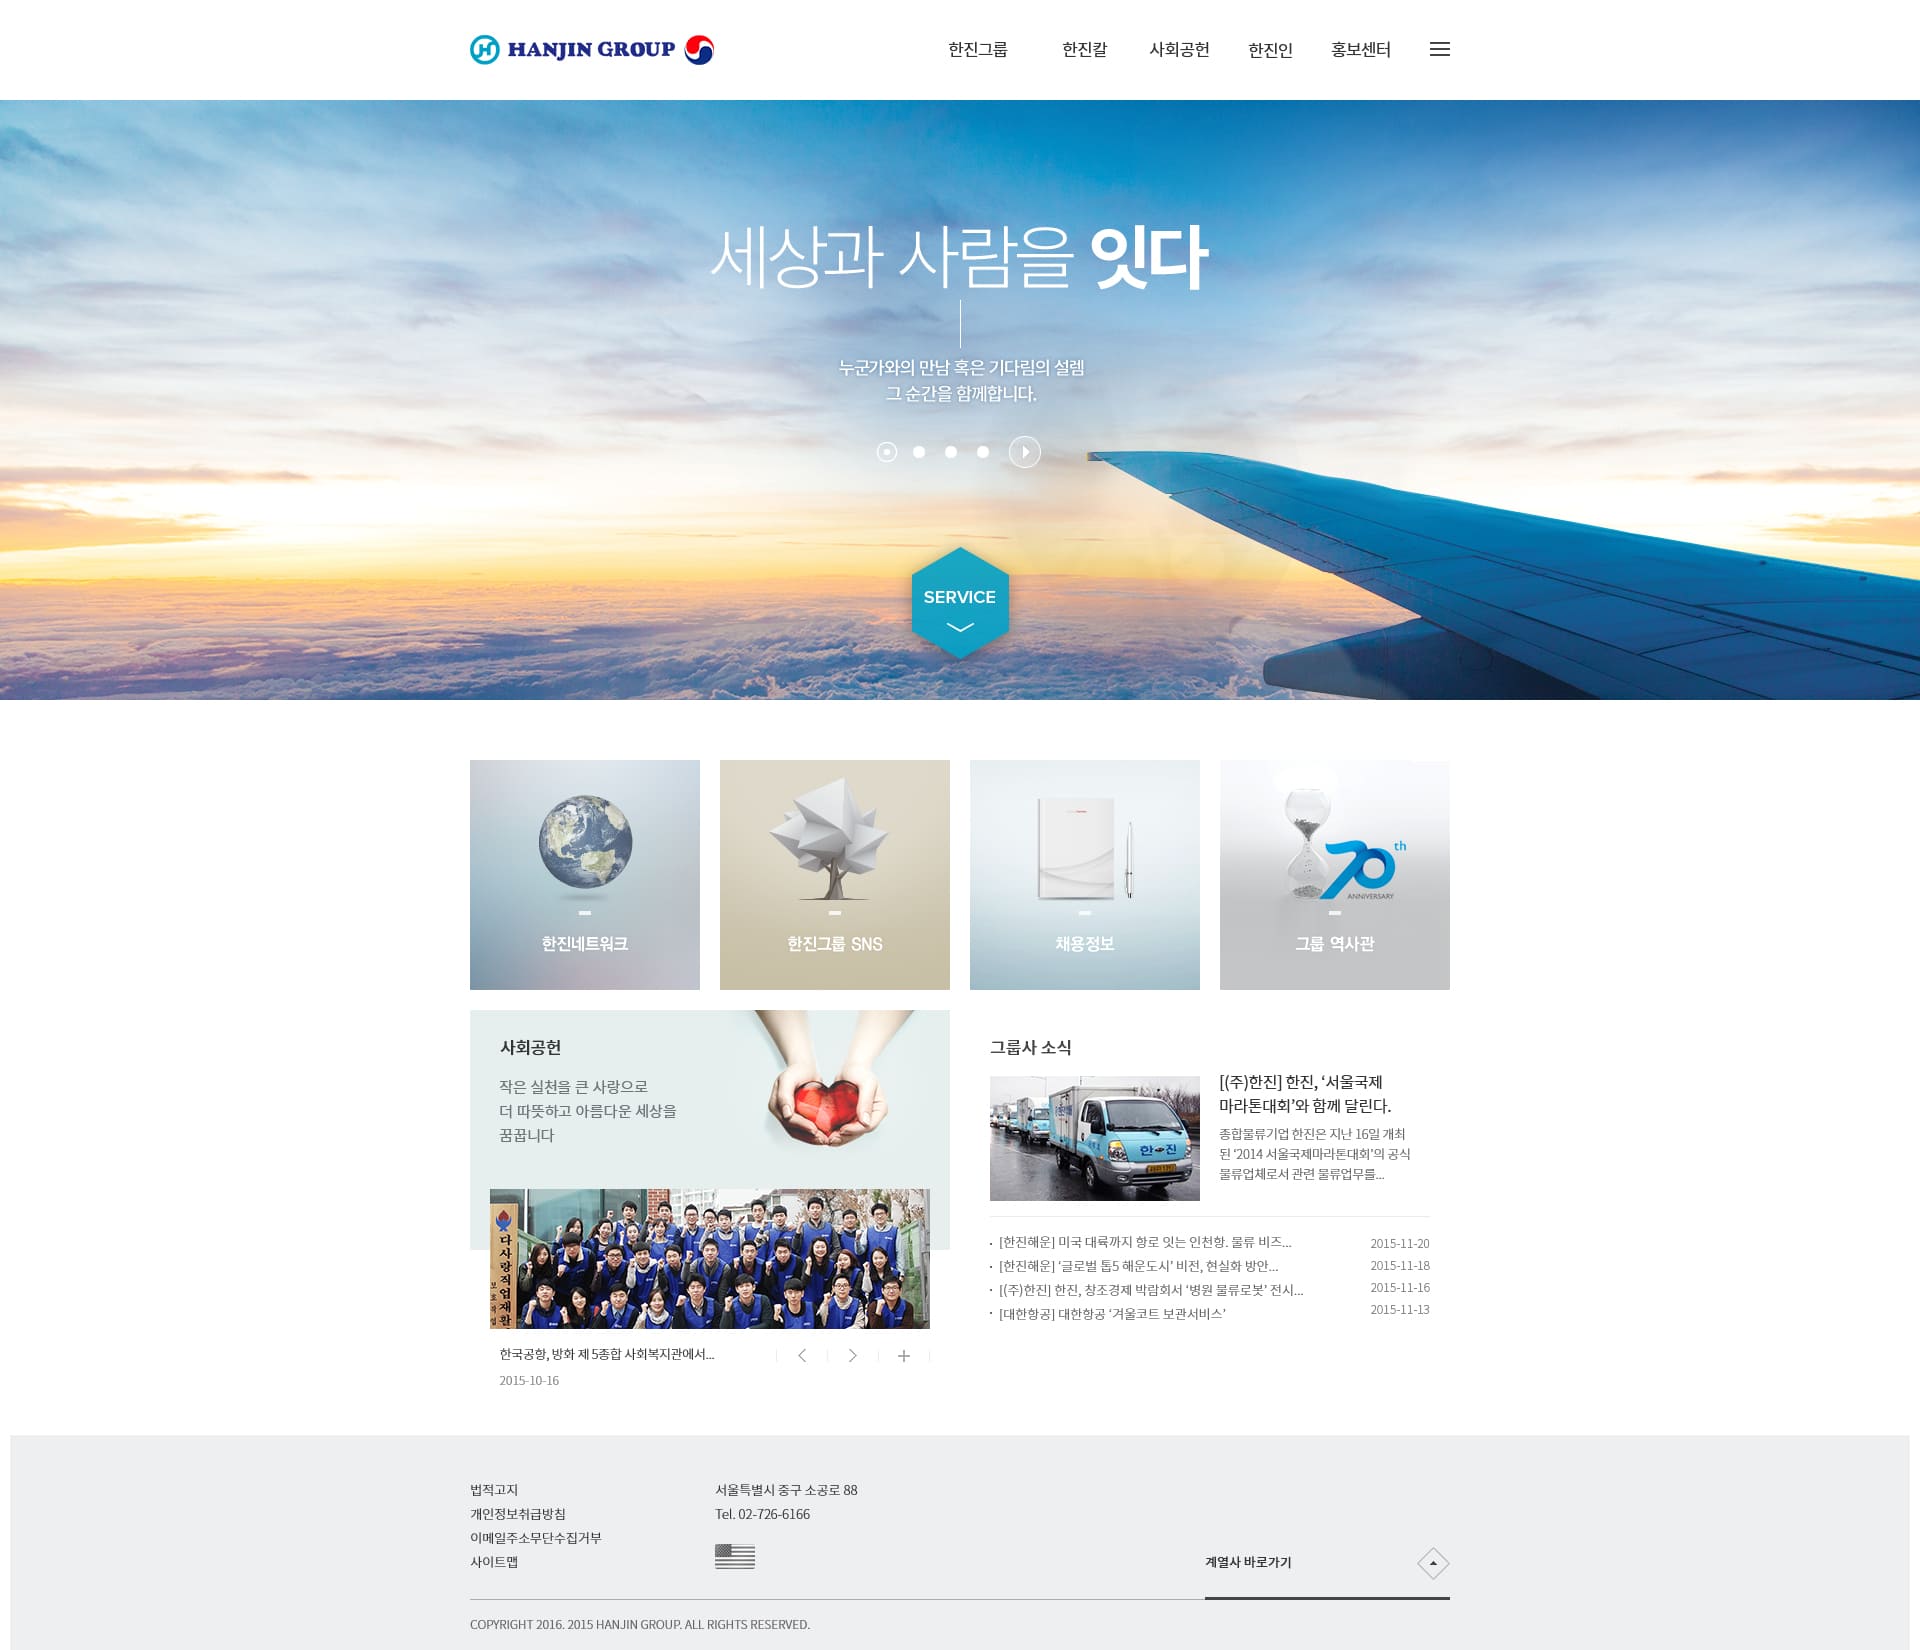 HANJIN GROUP
한진그룹 한진칼 사회공헌 한진인 홍보센터
세상과 사람을 잇다
누군가와의 만남 혹은 기다림의 설렘
그 순간을 함께합니다.
SERVICE
한진네트워크
한진그룹 SNS
채용정보
70th
ANNIVERSARY
그룹 역사관
사회공헌
작은 실천을 큰 사랑으로
더 따뜻하고 아름다운 세상을
꿈꿉니다
다사랑직업재환
한국공항, 방화 제 5종합 사회복지관에서...
2015-10-16
그룹사 소식
한진
[(주)한진] 한진, ‘서울국제
마라톤대회’와 함께 달린다.
종합물류기업 한진은 지난 16일 개최
된 ‘2014 서울국제마라톤대회’의 공식
물류업체로서 관련 물류업무를...
[한진해운] 미국 대륙까지 항로 잇는 인천항. 물류 비즈... 2015-11-20
[한진해운] ‘글로벌 톱5 해운도시’ 비전, 현실화 방안... 2015-11-18
[(주)한진] 한진, 창조경제 박람회서 ‘병원 물류로봇’ 전시... 2015-11-16
[대한항공] 대한항공 ‘겨울코트 보관서비스’ 2015-11-13
법적고지
개인정보취급방침
이메일주소무단수집거부
사이트맵
서울특별시 중구 소공로 88
Tel. 02-726-6166
계열사 바로가기
COPYRIGHT 2016. 2015 HANJIN GROUP. ALL RIGHTS RESERVED.